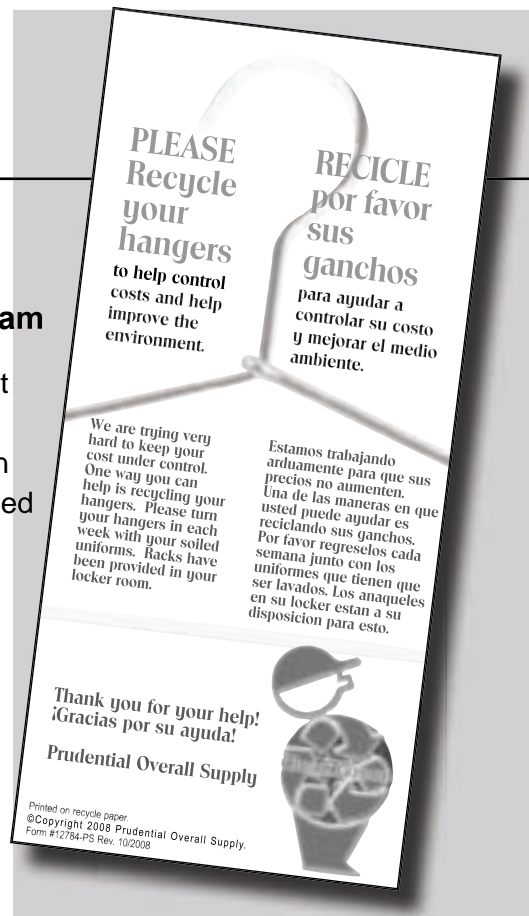 am
t
n
ed
PLEASE
Recycle
your
hangers
to help control
costs and help
improve the
environment.
RECICLE
por favor
sus
ganchos
para ayudar a
controlar su costo
y mejorar el medio
ambiente.
We are trying very
hard to keep your
cost under control.
One way you can
help is recycling your
hangers. Please turn
your hangers in each
week with your soiled
uniforms. Racks have
been provided in your
locker room.
Estamos trabajando
arduamente para que sus
precios no aumenten.
Una de las maneras en que
usted puede ayudar es
reciclando sus ganchos.
Por favor regreselos cada
semana junto con los
uniformes que tienen que
ser lavados. Los anaqueles
en su locker estan a su
disposicion para esto.
Thank you for your help!
¡Gracias por su ayuda!
Prudential Overall Supply
Printed on recycle paper.
©Copyright 2008 Prudential Overall Supply.
Form #12784-PS Rev. 10/2008